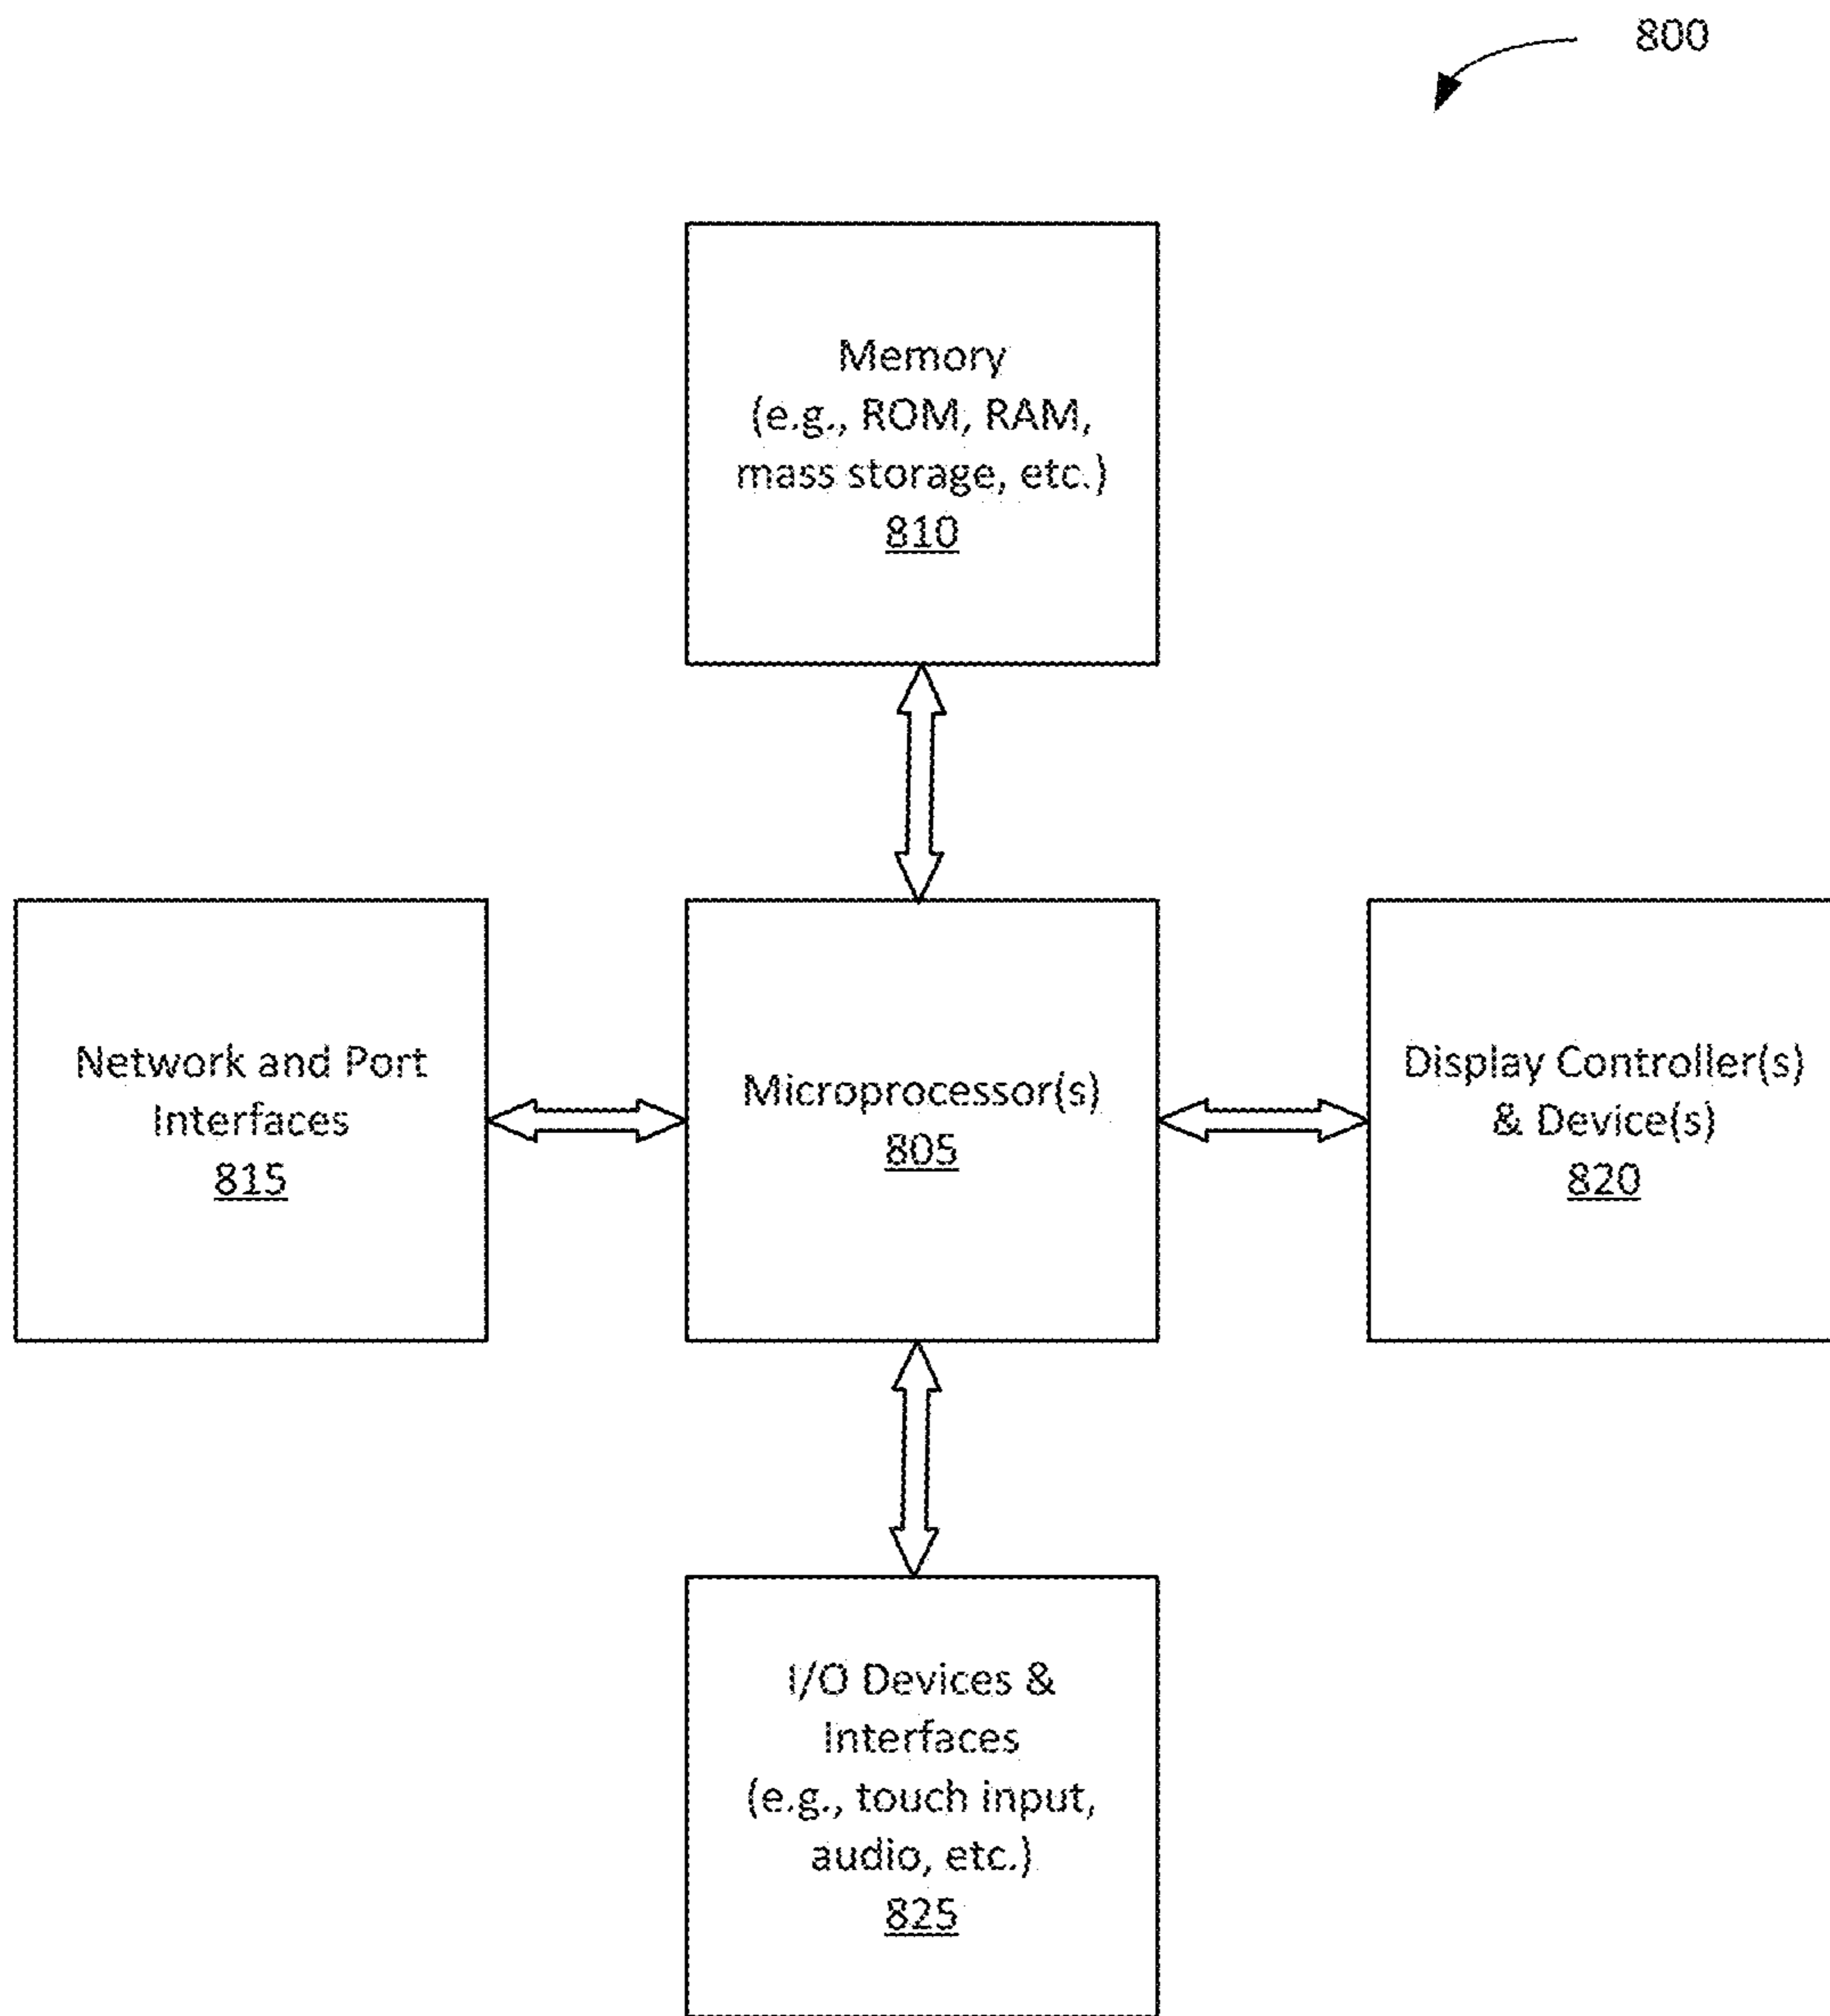 800
Memory
(e.g., ROM, RAM,
mass storage, etc.)
810
Network and Port
Interfaces
815
Microprocessor(s)
805
Display Controller(s)
& Device(s)
820
I/O Devices &
Interfaces
(e.g., touch input,
audio, etc.)
825